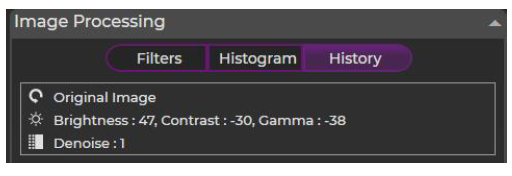 Image Processing
Filters Histogram History
Original Image
Brightness : 47, Contrast : -30, Gamma : -38
Denoise : 1